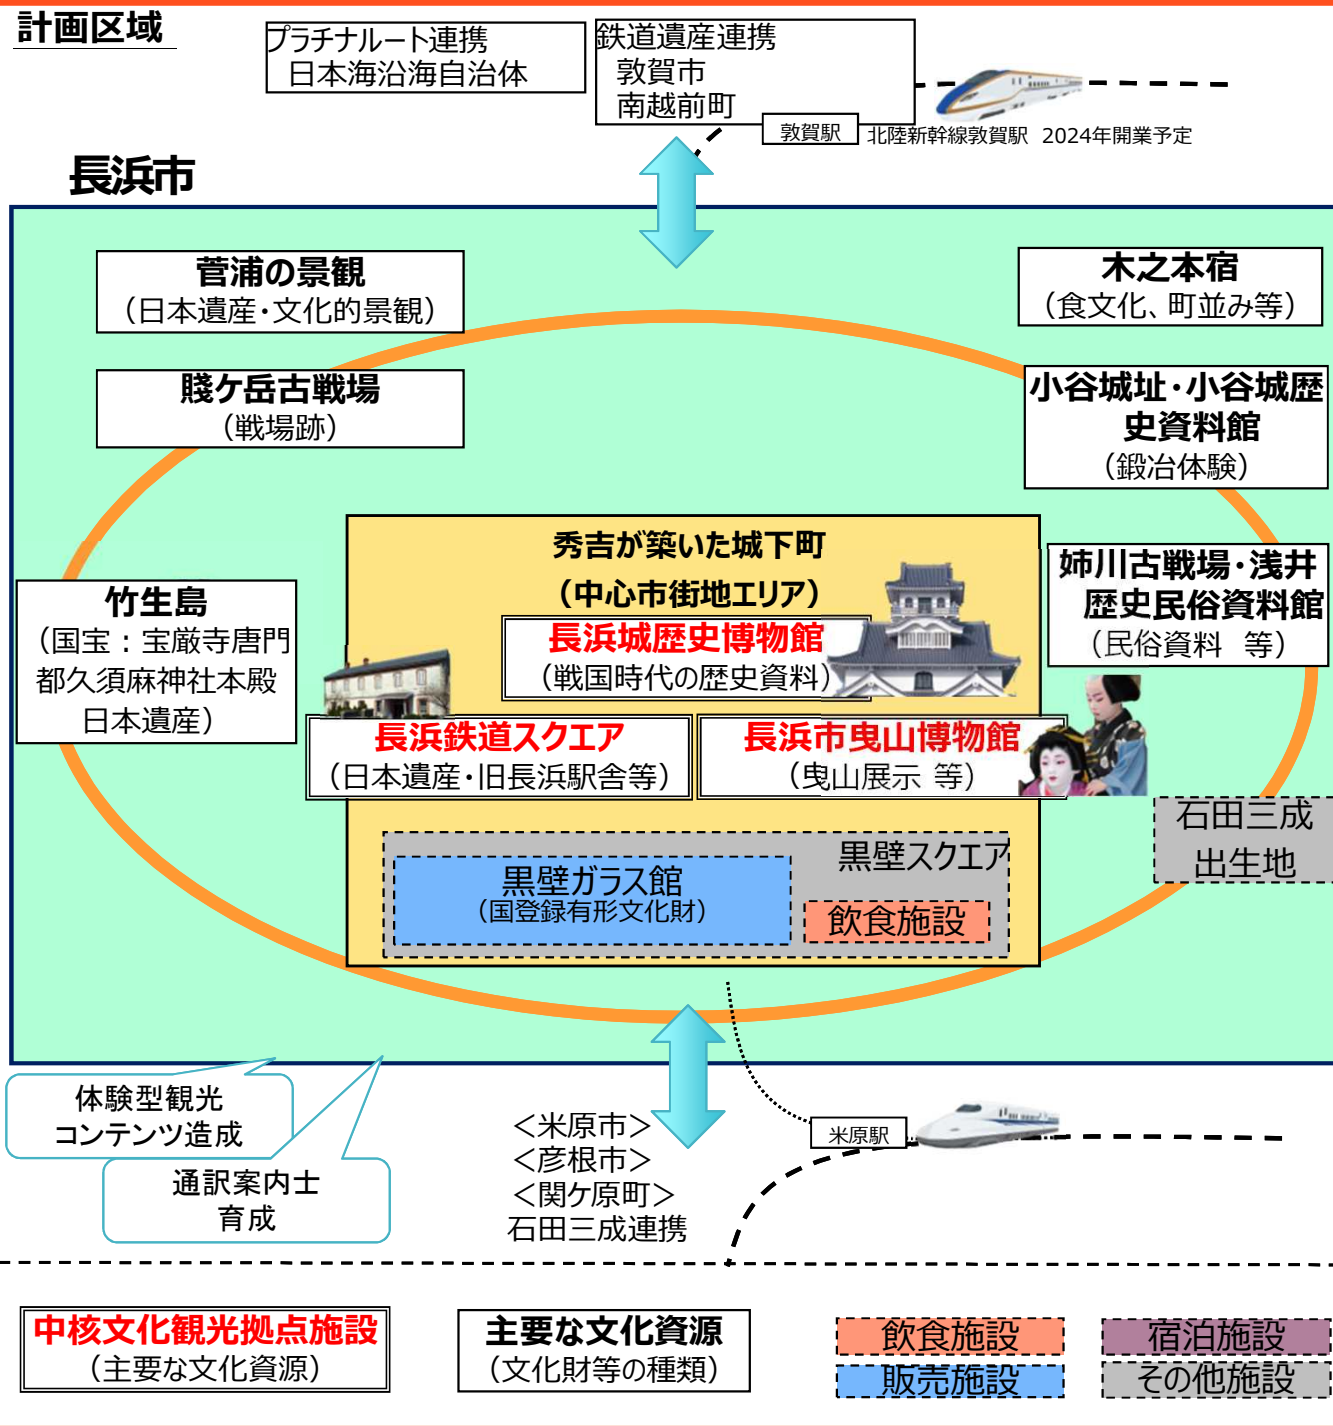 計画区域
プラチナルート連携
日本海沿海自治体
鉄道遺産連携
敦賀市
南越前町
敦賀駅
北陸新幹線敦賀駅 2024年開業予定
長浜市
菅浦の景観
（日本遺産・文化的景観）
木之本宿
（食文化、町並み等）
賤ケ岳古戦場
（戦場跡）
小谷城址・小谷城歴
史資料館
（鍛冶体験）
秀吉が築いた城下町
（中心市街地エリア）
長浜城歴史博物館
（戦国時代の歴史資料）
姉川古戦場・浅井
歴史民俗資料館
（民俗資料 等）
竹生島
（国宝：宝厳寺唐門
都久須麻神社本殿
日本遺産）
長浜鉄道スクエア
（日本遺産・旧長浜駅舎等）
長浜市曳山博物館
（曳山展示 等）
石田三成
出生地
黒壁スクエア
黒壁ガラス館
（国登録有形文化財）
飲食施設
体験型観光
コンテンツ造成
通訳案内士
育成
＜米原市＞
＜彦根市＞
＜関ケ原町＞
石田三成連携
米原駅
中核文化観光拠点施設
（主要な文化資源）
主要な文化資源
（文化財等の種類）
飲食施設
宿泊施設
販売施設
その他施設